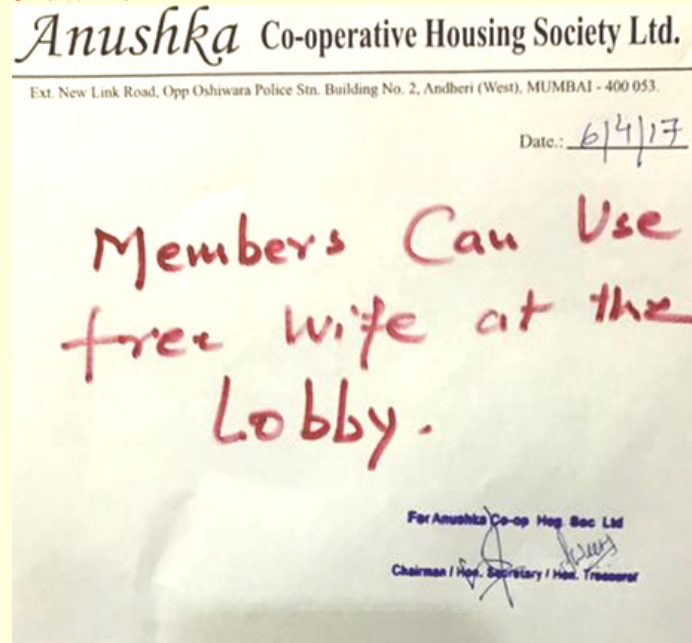 Anushka Co-operative Housing Society Ltd.
Ext. New Link Road, Opp Oshiwara Police Stn. Building No. 2, Andheri (West), MUMBAI - 400 053.
Date.: 6/4/17
Members Can Use
free wife at the
Lobby.
For Anushka Co-op Hsg. Soc Ltd
Chairman / Hon. Secretary / Hon. Treasurer